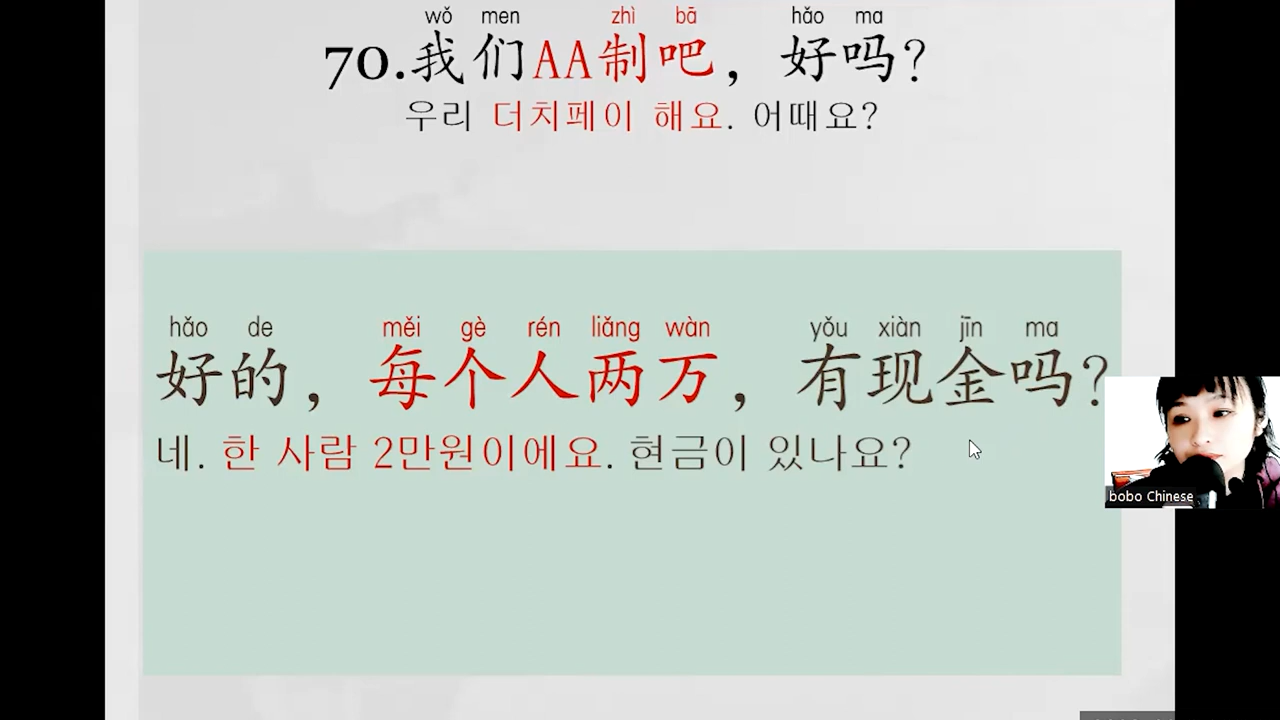 wǒ men zhì bā hǎo ma
70.我们AA制吧，好吗?
우리 더치페이 해요. 어때요?
hǎo de měi gè rén liǎng wàn yǒu xiàn jīn ma
好的，每个人两万，有现金吗?
네. 한 사람 2만원이에요. 현금이 있나요?
bobo Chinese